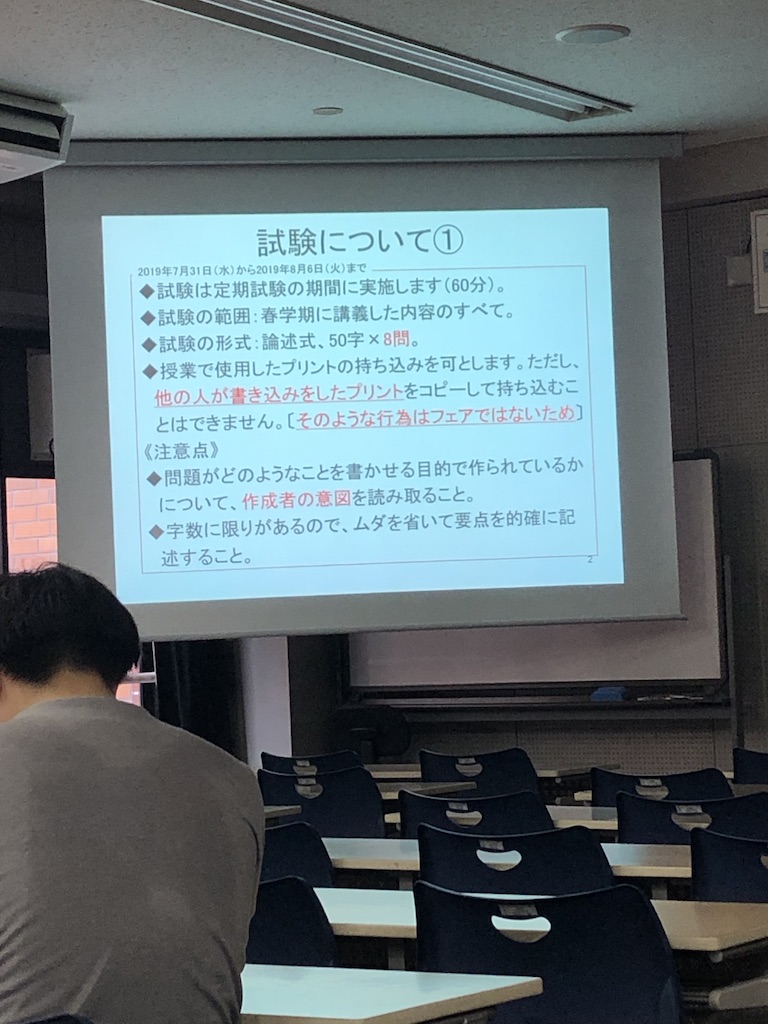 試験について①
2019年7月31日(水)から2019年8月6日(火)まで
◆試験は定期試験の期間に実施します(60分)。
◆試験の範囲:春学期に講義した内容のすべて。
◆試験の形式:論述式、50字×8問。
◆授業で使用したプリントの持ち込みを可とします。ただし、
他の人が書き込みをしたプリントをコピーして持ち込むこ
とはできません。〔そのような行為はフェアではないため〕
《注意点》
◆問題がどのようなことを書かせる目的で作られているか
について、作成者の意図を読み取ること。
◆字数に限りがあるので、ムダを省いて要点を的確に記
述すること。
2